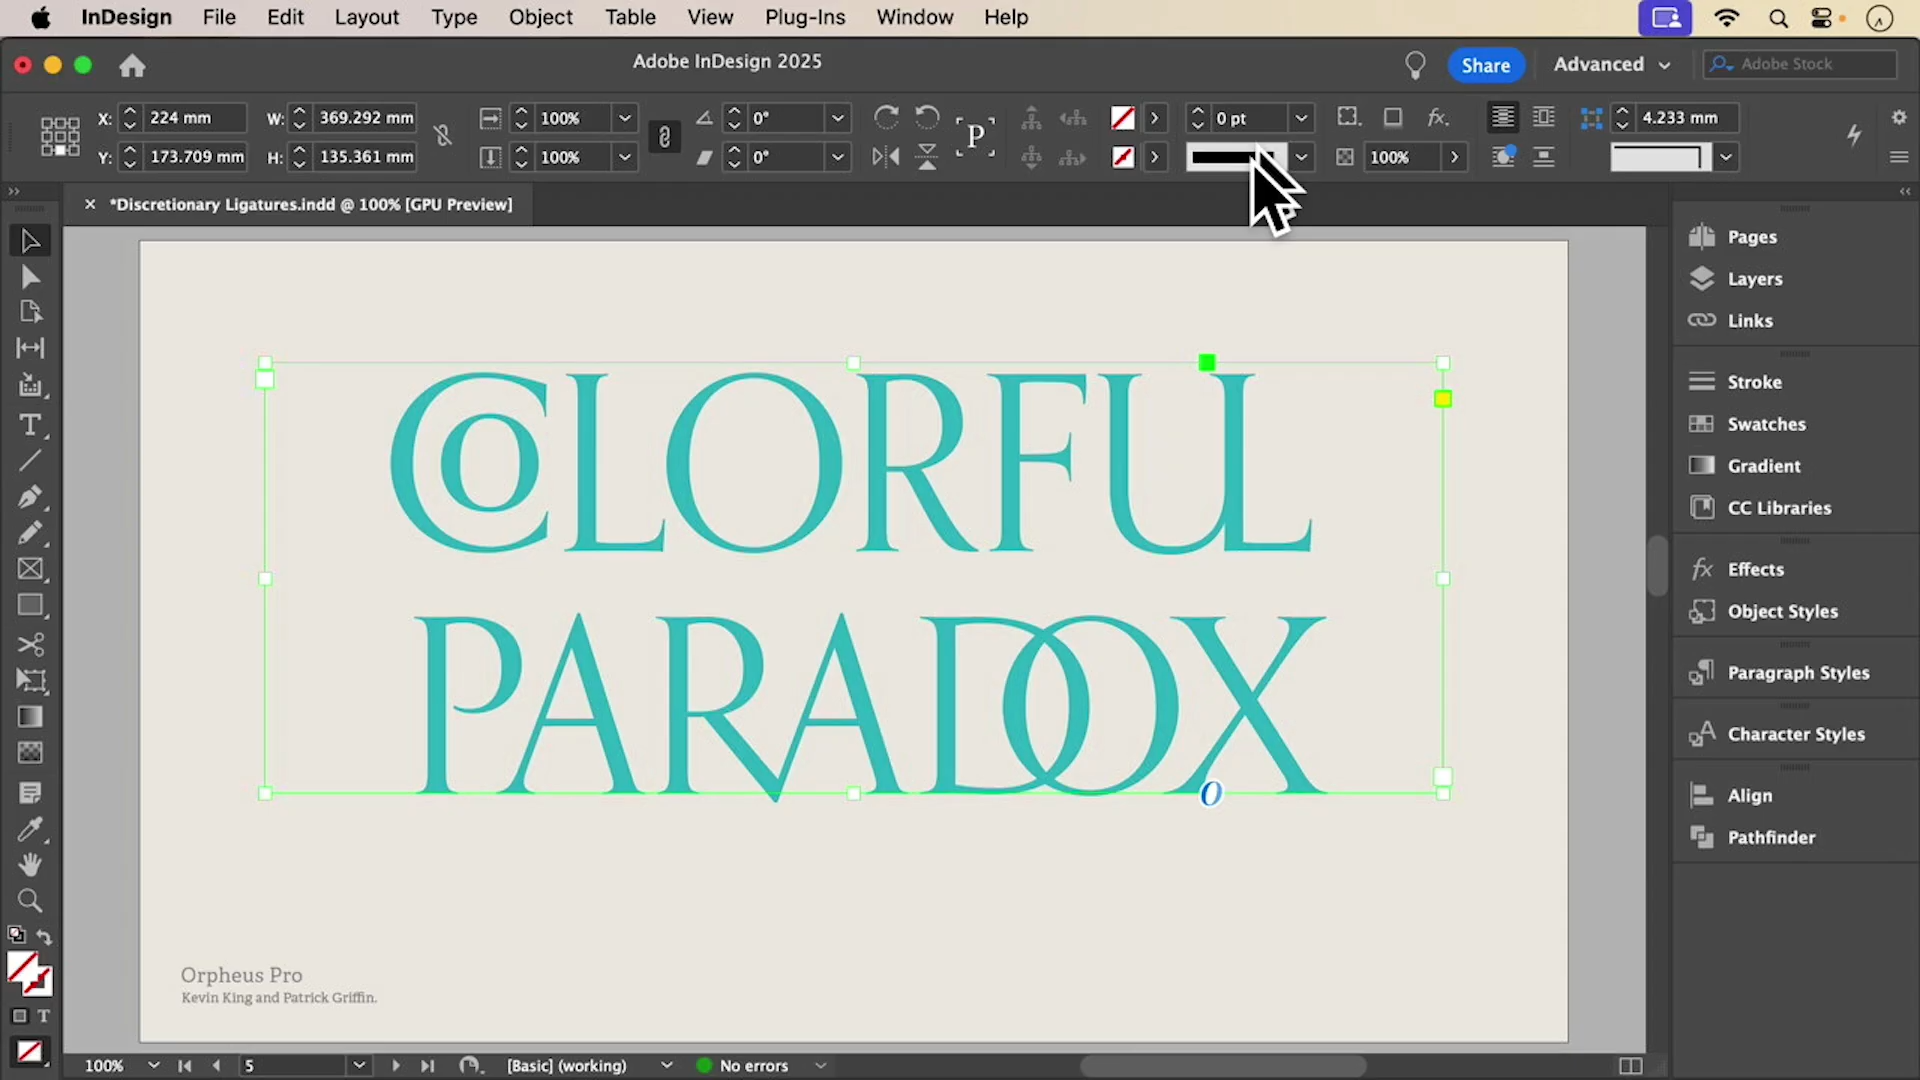 InDesign File Edit Layout Type Object Table View Plug-Ins Window Help
Adobe InDesign 2025
Share
Advanced
Adobe Stock
X: 224 mm W: 369.292 mm 100% 0° 0 pt 4.233 mm
Y: 173.709 mm H: 135.361 mm 100% 0° 100%
P
fx.
*Discretionary Ligatures.indd @ 100% [GPU Preview]
Pages
Layers
Links
Stroke
Swatches
Gradient
CC Libraries
fx Effects
Object Styles
Paragraph Styles
Character Styles
Align
Pathfinder
COLORFUL
PARADOX
O
Orpheus Pro
Kevin King and Patrick Griffin.
T
T
100% 5 [Basic] (working) No errors